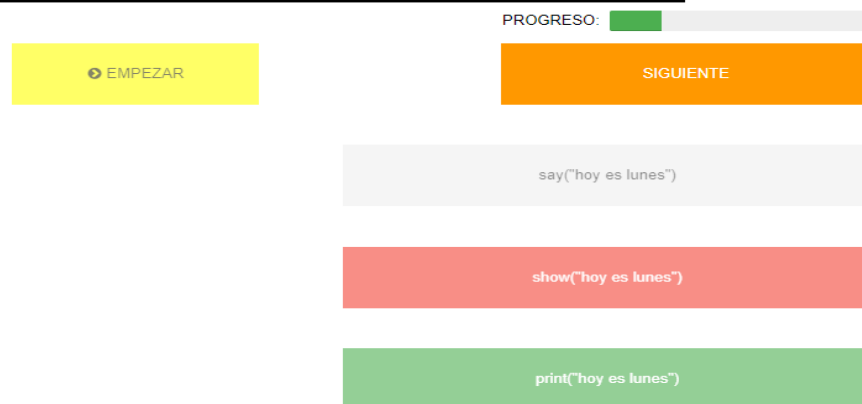 PROGRESO:
EMPEZAR
SIGUIENTE
say("hoy es lunes")
show("hoy es lunes")
print("hoy es lunes")